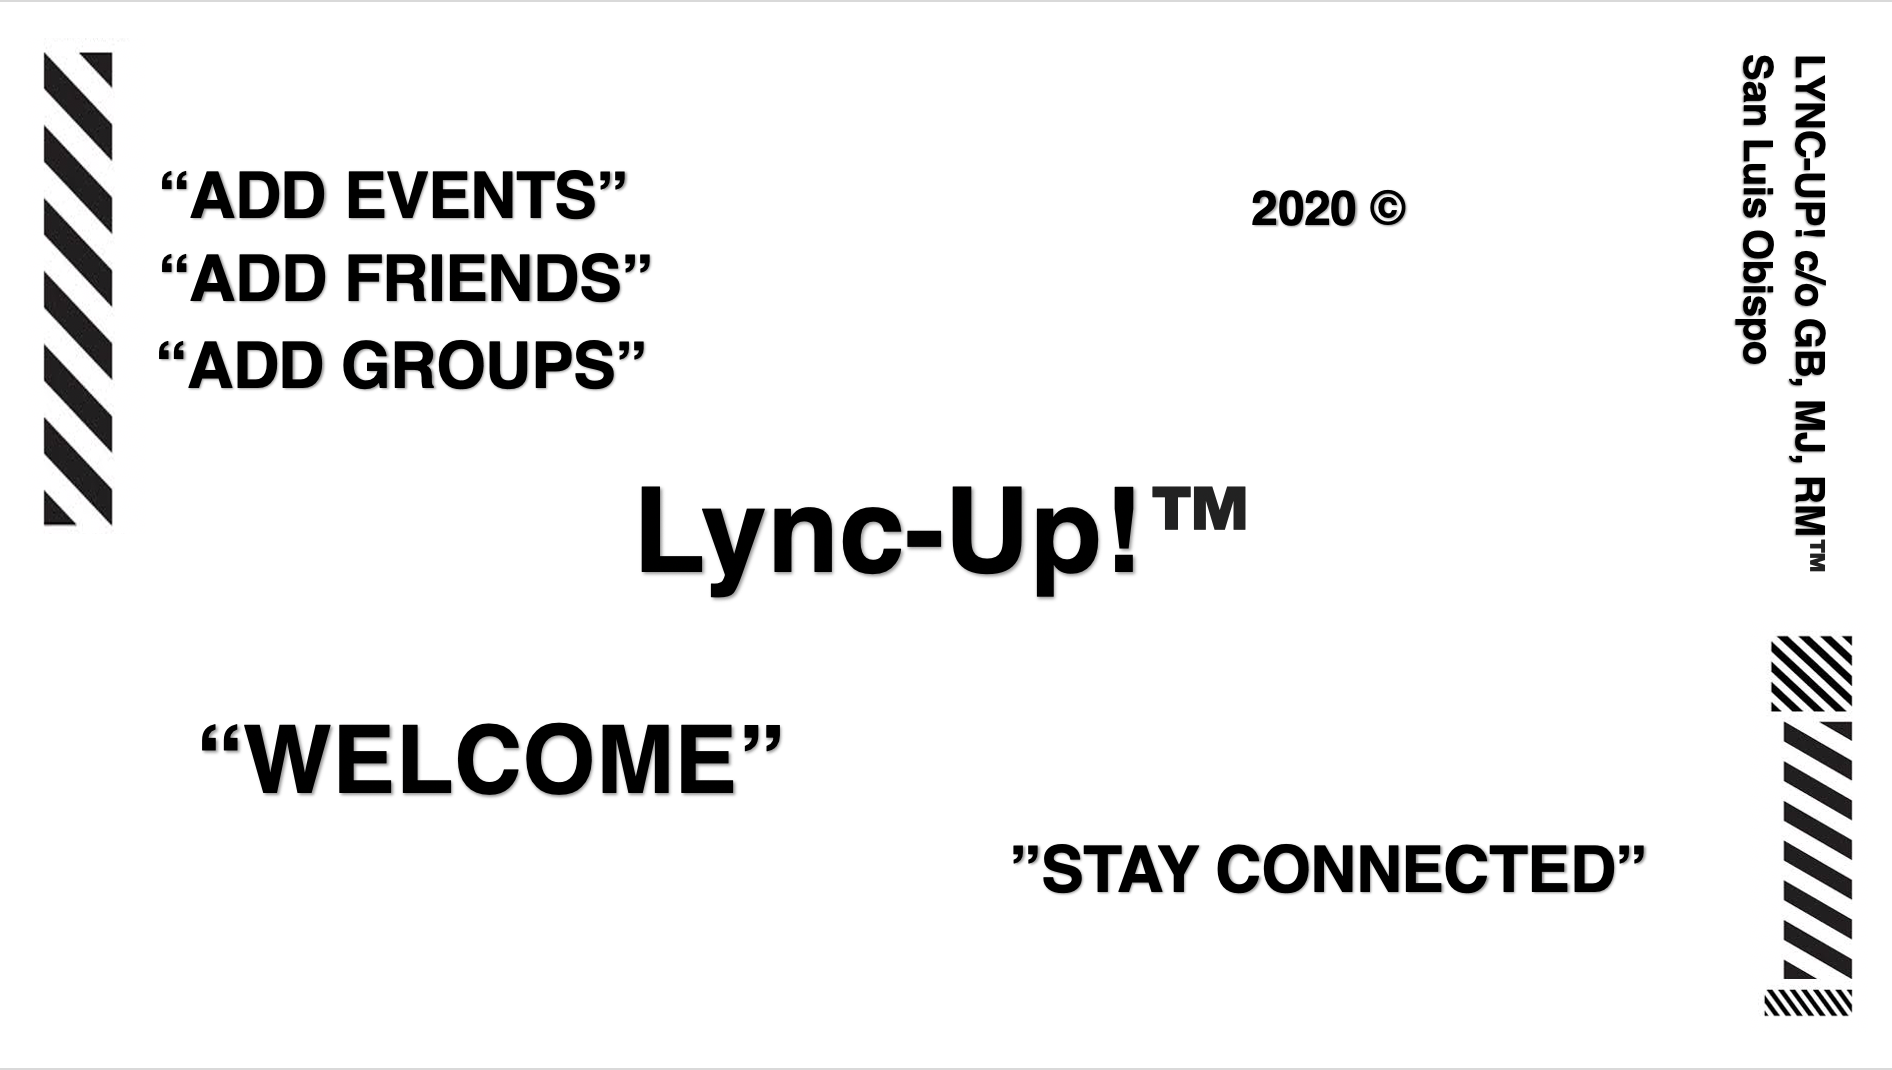 “ADD EVENTS”
“ADD FRIENDS”
“ADD GROUPS”
2020 ©
LYNC-UP! c/o GB, MJ, RM™
San Luis Obispo
Lync-Up!™
“WELCOME”
”STAY CONNECTED”